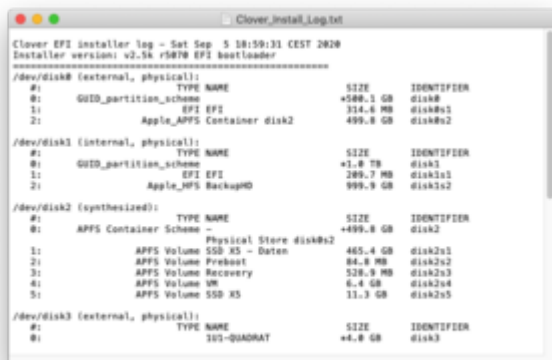 Clover_Install_Log.txt
Clover EFI installer log - Sat Sep 5 18:59:31 CEST 2020
Installer version: v2.5k r5070 EFI bootloader
======================================================
/dev/disk0 (external, physical):
#: TYPE NAME SIZE IDENTIFIER
0: GUID_partition_scheme *500.1 GB disk0
1: EFI EFI 314.6 MB disk0s1
2: Apple_APFS Container disk2 499.8 GB disk0s2
/dev/disk1 (internal, physical):
#: TYPE NAME SIZE IDENTIFIER
0: GUID_partition_scheme *1.0 TB disk1
1: EFI EFI 209.7 MB disk1s1
2: Apple_HFS BackupHD 999.9 GB disk1s2
/dev/disk2 (synthesized):
#: TYPE NAME SIZE IDENTIFIER
0: APFS Container Scheme - +499.8 GB disk2
Physical Store disk0s2
1: APFS Volume SSD X5 - Daten 465.4 GB disk2s1
2: APFS Volume Preboot 84.8 MB disk2s2
3: APFS Volume Recovery 528.9 MB disk2s3
4: APFS Volume VM 6.4 GB disk2s4
5: APFS Volume SSD X5 11.3 GB disk2s5
/dev/disk3 (external, physical):
#: TYPE NAME SIZE IDENTIFIER
0: 1U1-QUADRAT *4.0 GB disk3